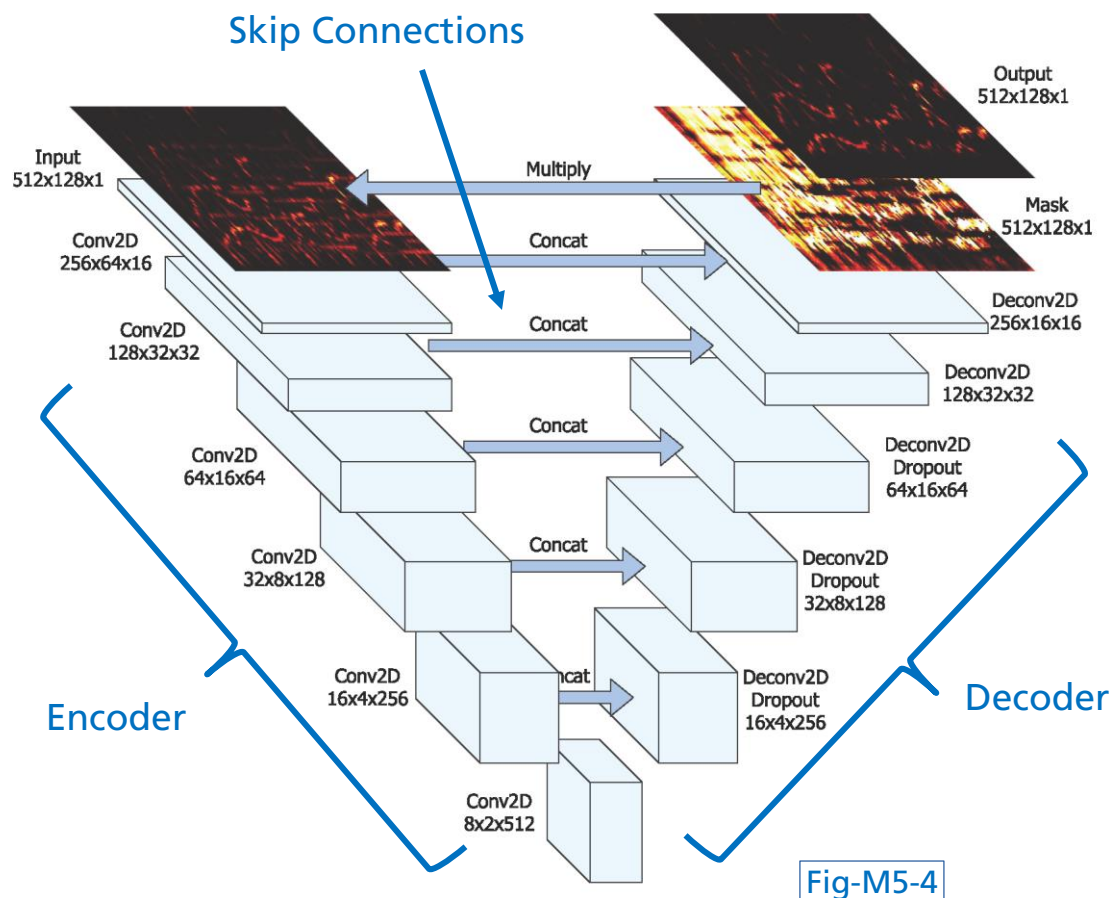 Skip Connections
Output
512x128x1
Input
512x128x1
Multiply
Mask
512x128x1
Conv2D
256x64x16
Concat
Deconv2D
256x16x16
Conv2D
128x32x32
Concat
Deconv2D
128x32x32
Conv2D
64x16x64
Concat
Deconv2D
Dropout
64x16x64
Conv2D
32x8x128
Concat
Deconv2D
Dropout
32x8x128
Conv2D
16x4x256
oncat
Deconv2D
Dropout
16x4x256
Encoder
Decoder
Conv2D
8x2x512
Fig-M5-4